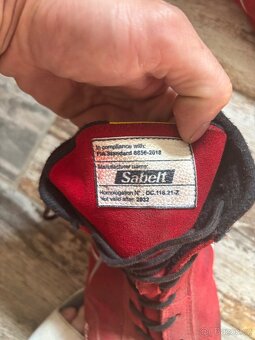 In compliance with:
FIA Standard 8856-2018
Manufacturer name:
Sabelt
Homologation N°: DC.116.21-Z
Not valid after: 2032